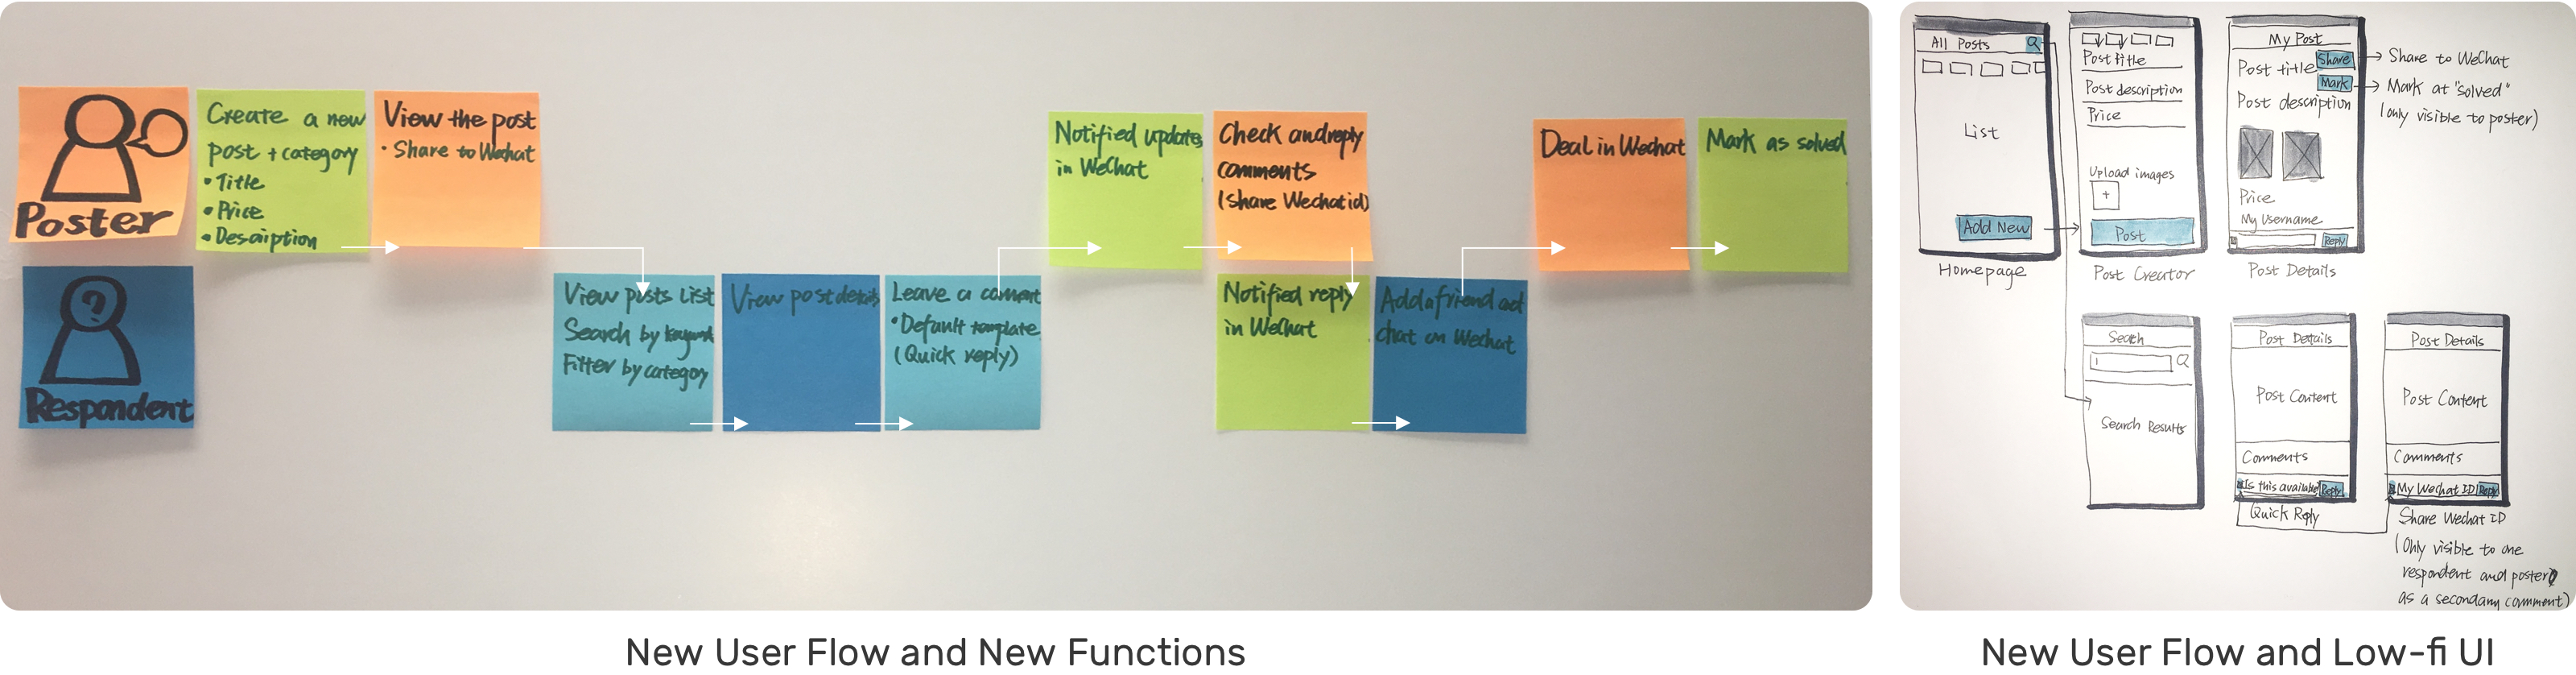 Poster
Create a new
post + category
• Title
• Price
• Description
View the post
• Share to Wechat
Respondent
View posts List
Search by keyword
Filter by category
View post details
Leave a comment
• Default template
(Quick reply)
Notified updates
in WeChat
Check and reply
comments
(Share Wechat id)
Notified reply
in WeChat
Add a friend and
chat on Wechat
Deal in Wechat
Mark as solved
New User Flow and New Functions
All Posts
List
Add New
Homepage
Post title
Post description
Price
Upload images
+
Post
Post Creator
My Post
Post title
Share
Mark
Post description
Price
My Username
Reply
Post Details
Share to WeChat
Mark at "solved"
(only visible to poster)
Search
Search Results
Post Details
Post Content
Comments
Is this available
Reply
Quick Reply
Post Details
Post Content
Comments
My Wechat ID
Reply
Share Wechat ID
(Only visible to one
respondent and poster
as a secondary comment)
New User Flow and Low-fi UI